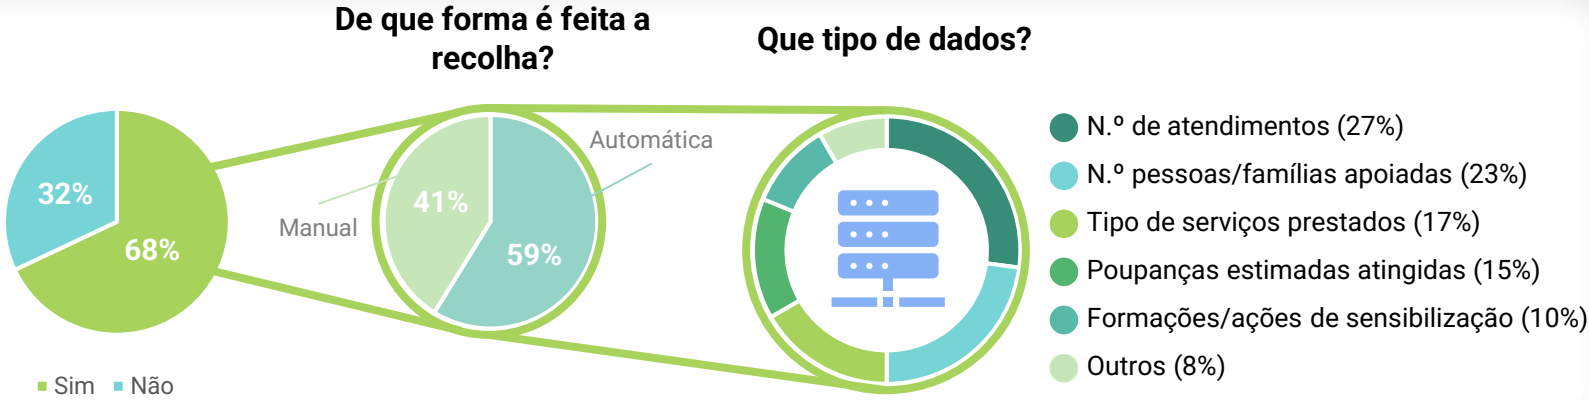 De que forma é feita a
recolha?
Que tipo de dados?
32%
68%
Sim
Não
Automática
Manual
41%
59%
N.º de atendimentos (27%)
N.º pessoas/famílias apoiadas (23%)
Tipo de serviços prestados (17%)
Poupanças estimadas atingidas (15%)
Formações/ações de sensibilização (10%)
Outros (8%)